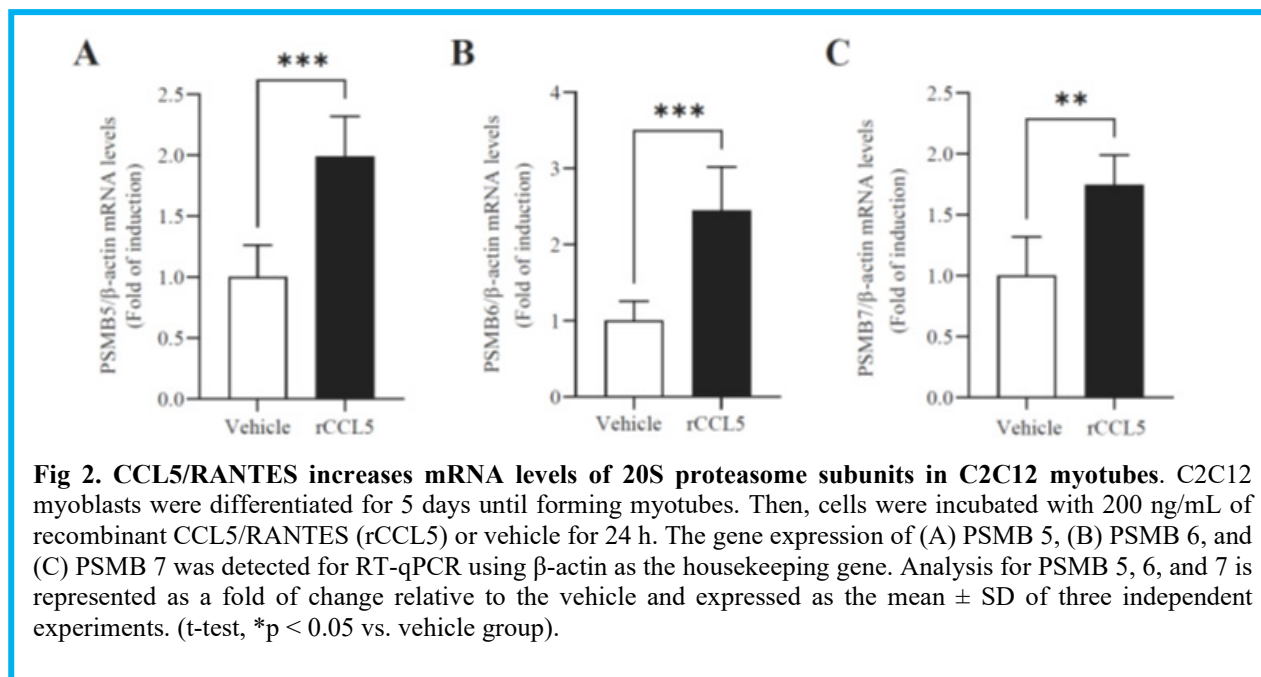 A
***
2.5
2.0
1.5
1.0
0.5
0.0
PSMB5/β-actin mRNA levels
(Fold of induction)
Vehicle rCCL5
B
***
4
3
2
1
0
PSMB6/β-actin mRNA levels
(Fold of induction)
Vehicle rCCL5
C
**
2.5
2.0
1.5
1.0
0.5
0.0
PSMB7/β-actin mRNA levels
(Fold of induction)
Vehicle rCCL5
Fig 2. CCL5/RANTES increases mRNA levels of 20S proteasome subunits in C2C12 myotubes. C2C12
myoblasts were differentiated for 5 days until forming myotubes. Then, cells were incubated with 200 ng/mL of
recombinant CCL5/RANTES (rCCL5) or vehicle for 24 h. The gene expression of (A) PSMB 5, (B) PSMB 6, and
(C) PSMB 7 was detected for RT-qPCR using β-actin as the housekeeping gene. Analysis for PSMB 5, 6, and 7 is
represented as a fold of change relative to the vehicle and expressed as the mean ± SD of three independent
experiments. (t-test, *p < 0.05 vs. vehicle group).